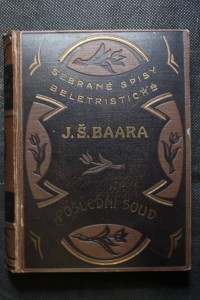 SEBRANÉ SPISY
BELETRISTICKÉ
J.Š.BAARA
POSLEDNÍ SOUD